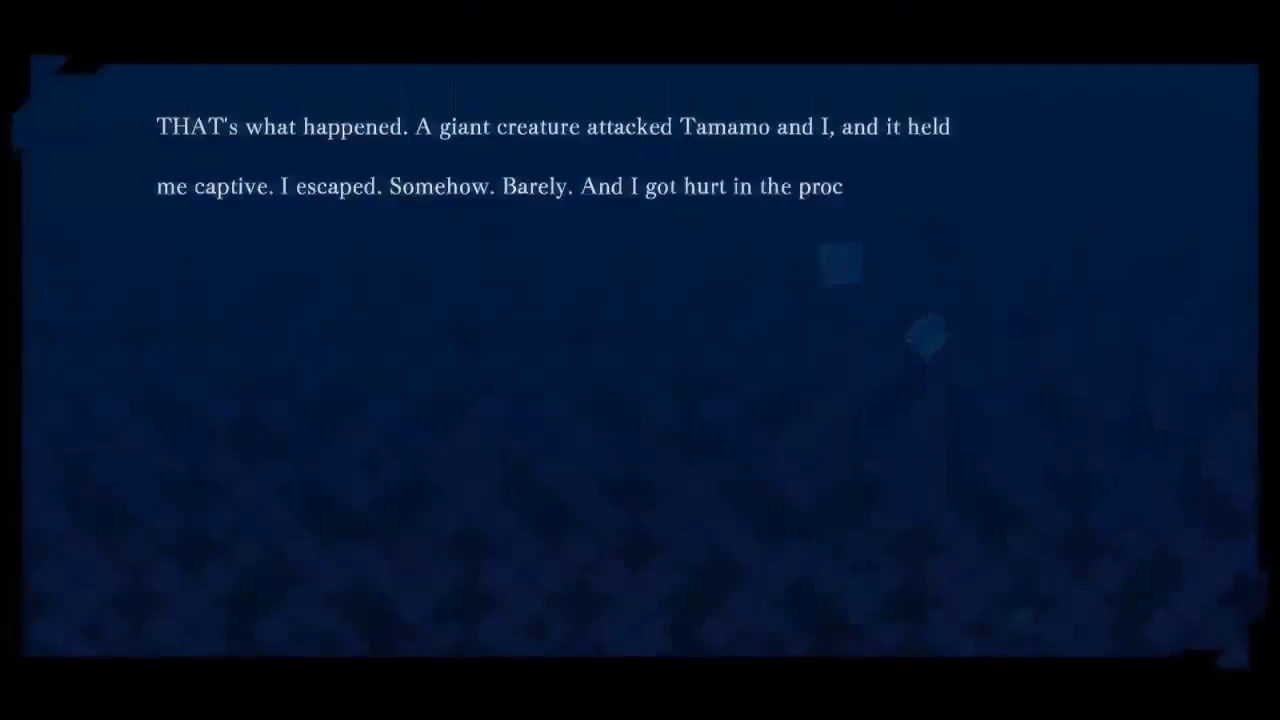 THAT's what happened. A giant creature attacked Tamamo and I, and it held
me captive. I escaped. Somehow. Barely. And I got hurt in the proc